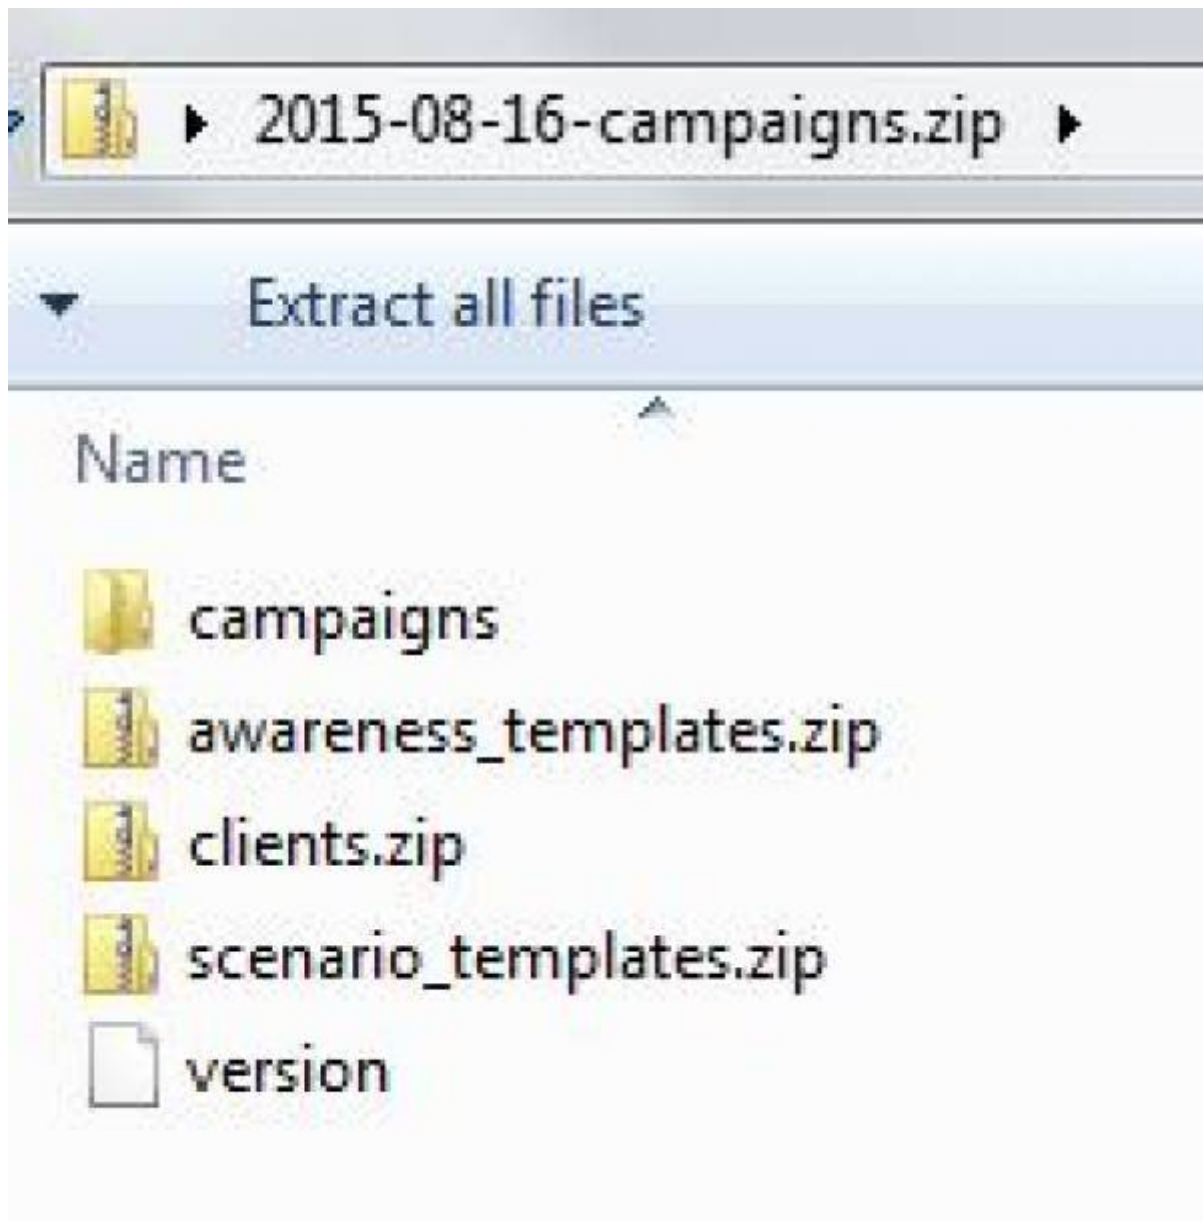 2015-08-16-campaigns.zip
Extract all files
Name
campaigns
awareness_templates.zip
clients.zip
scenario_templates.zip
version